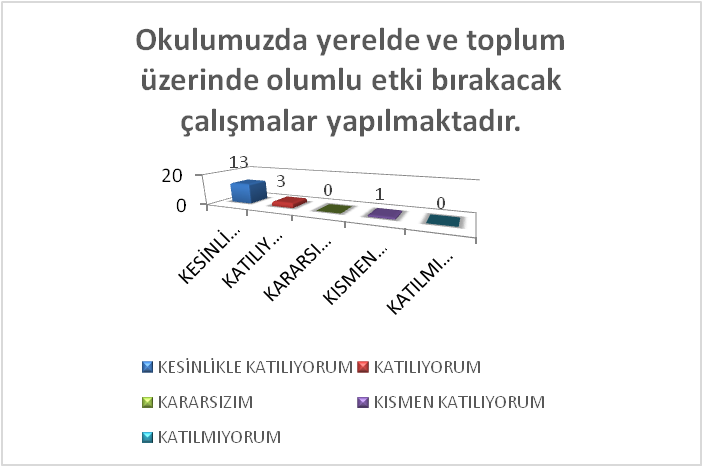 Okulumuzda yerelde ve toplum
üzerinde olumlu etki bırakacak
çalışmalar yapılmaktadır.
20
0
13
3
0
1
0
KESİNLİ...
KATILIY...
KARARSI...
KISMEN...
KATILMI...
KESİNLİKLE KATILIYORUM KATILIYORUM
KARARSIZIM KISMEN KATILIYORUM
KATILMIYORUM